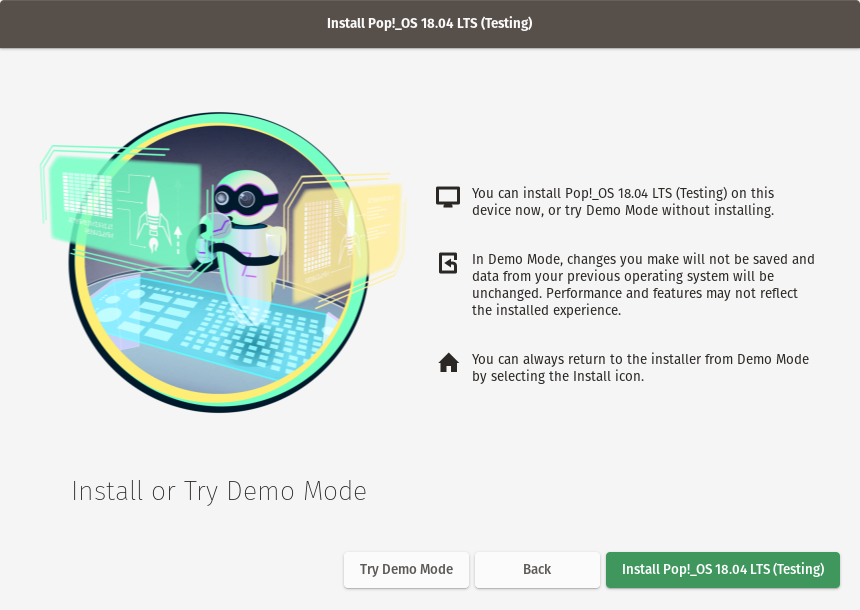 Install Pop!_OS 18.04 LTS (Testing)
You can install Pop!_OS 18.04 LTS (Testing) on this
device now, or try Demo Mode without installing.
In Demo Mode, changes you make will not be saved and
data from your previous operating system will be
unchanged. Performance and features may not reflect
the installed experience.
You can always return to the installer from Demo Mode
by selecting the Install icon.
Install or Try Demo Mode
Try Demo Mode
Back
Install Pop!_OS 18.04 LTS (Testing)